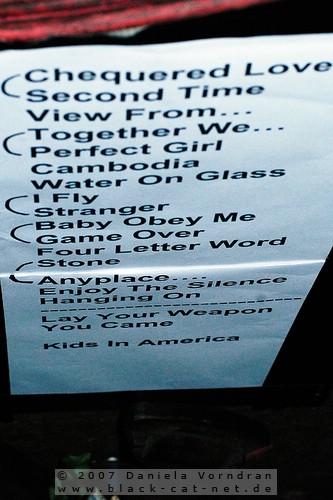 Chequered Love
Second Time
View From...
Together We...
Perfect Girl
Cambodia
Water On Glass
I Fly
Stranger
Baby Obey Me
Game Over
Four Letter Word
Stone
Anyplace....
Enjoy The Silence
Hanging On
Lay Your Weapon
You Came
Kids In America
© 2007 Daniela Vorndran
www.black-cat-net.de